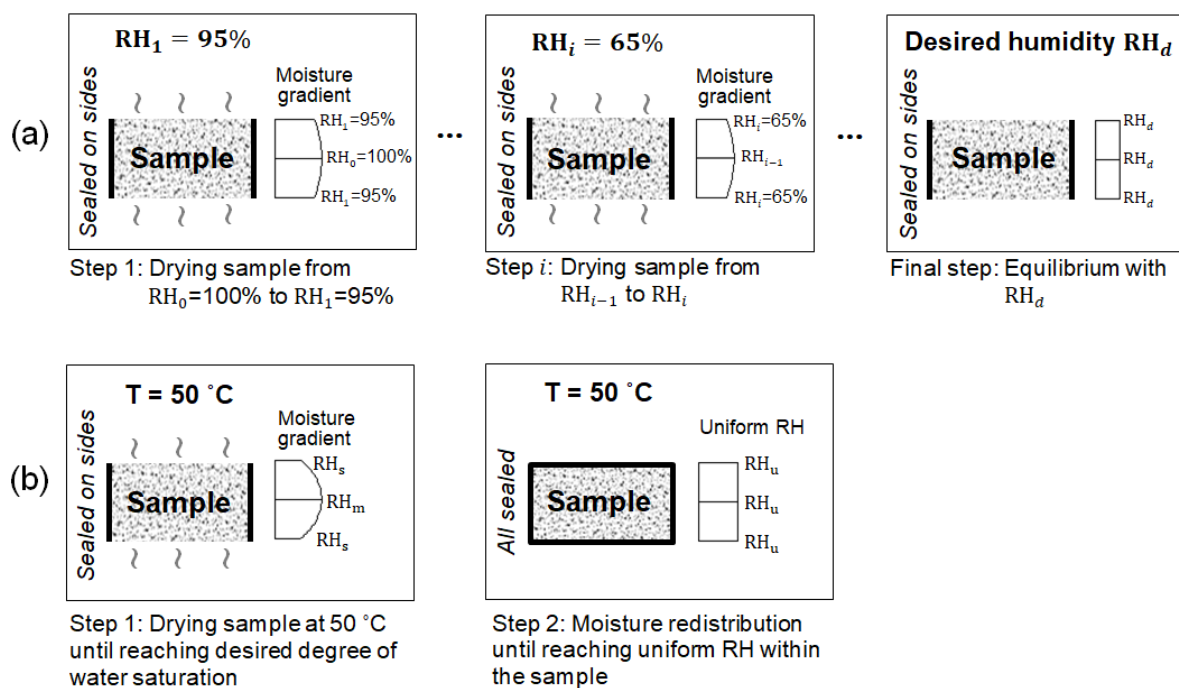 (a)
RH₁ = 95%
Sealed on sides
Sample
Moisture
gradient
RH₁=95%
RH₀=100%
RH₁=95%
Step 1: Drying sample from
RH₀=100% to RH₁=95%
...
RHᵢ = 65%
Sealed on sides
Sample
Moisture
gradient
RHᵢ=65%
RHᵢ₋₁
RHᵢ=65%
Step i: Drying sample from
RHᵢ₋₁ to RHᵢ
...
Desired humidity RH_d
Sealed on sides
Sample
RH_d
RH_d
RH_d
Final step: Equilibrium with
RH_d
(b)
T = 50 ˚C
Sealed on sides
Sample
Moisture
gradient
RHₛ
RHₘ
RHₛ
Step 1: Drying sample at 50 ˚C
until reaching desired degree of
water saturation
T = 50 ˚C
All sealed
Sample
Uniform RH
RHᵤ
RHᵤ
RHᵤ
Step 2: Moisture redistribution
until reaching uniform RH within
the sample